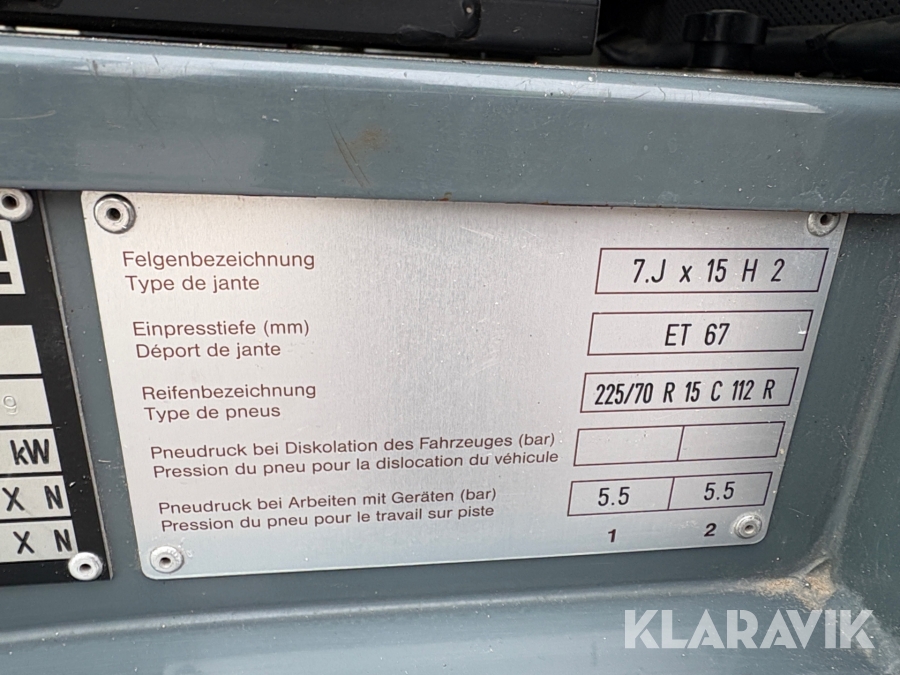 Felgenbezeichnung
Type de jante
7.J x 15 H 2
Einpresstiefe (mm)
Déport de jante
ET 67
Reifenbezeichnung
Type de pneus
225/70 R 15 C 112 R
Pneudruck bei Diskolation des Fahrzeuges (bar)
Pression du pneu pour la dislocation du véhicule
Pneudruck bei Arbeiten mit Geräten (bar)
Pression du pneu pour le travail sur piste
5.5 5.5
1 2
9
kW
X N
X N
KLARAVIK